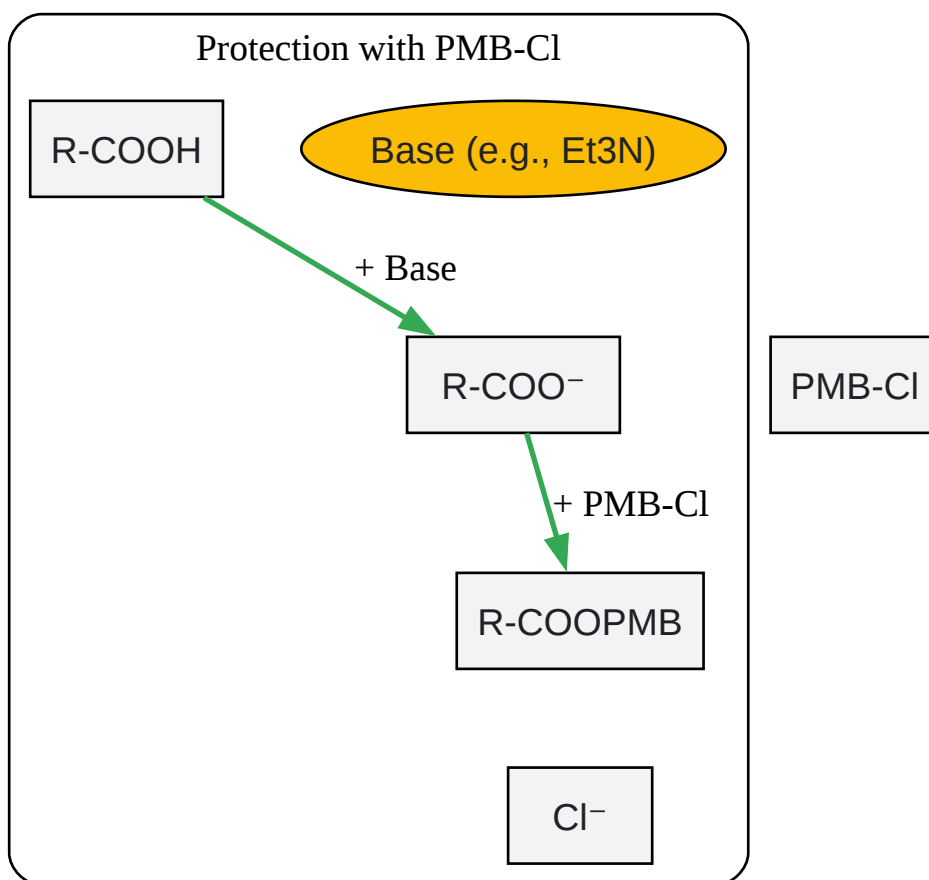 Protection with PMB-Cl
R-COOH
Base (e.g., Et3N)
+ Base
R-COO⁻
PMB-Cl
+ PMB-Cl
R-COOPMB
Cl⁻